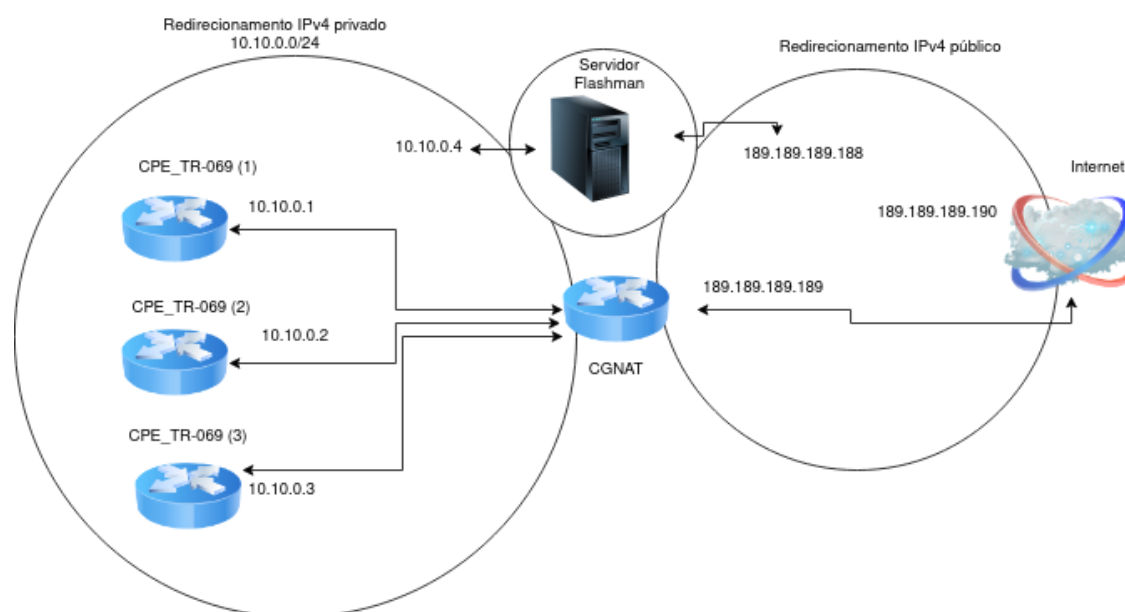 Redirecionamento IPv4 privado
10.10.0.0/24
Servidor
Flashman
Redirecionamento IPv4 público
10.10.0.4
189.189.189.188
CPE_TR-069 (1)
Internet
10.10.0.1
189.189.189.190
189.189.189.189
CPE_TR-069 (2)
10.10.0.2
CGNAT
CPE_TR-069 (3)
10.10.0.3